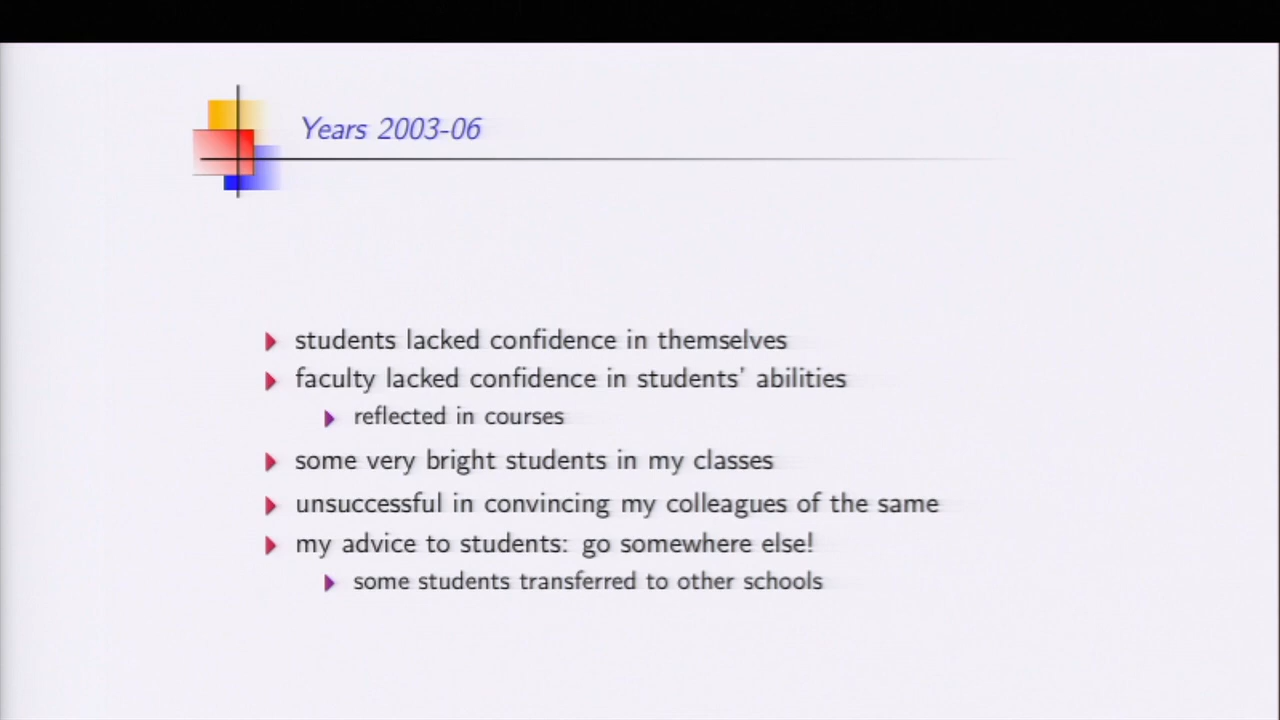 Years 2003-06
students lacked confidence in themselves
faculty lacked confidence in students' abilities
reflected in courses
some very bright students in my classes
unsuccessful in convincing my colleagues of the same
my advice to students: go somewhere else!
some students transferred to other schools